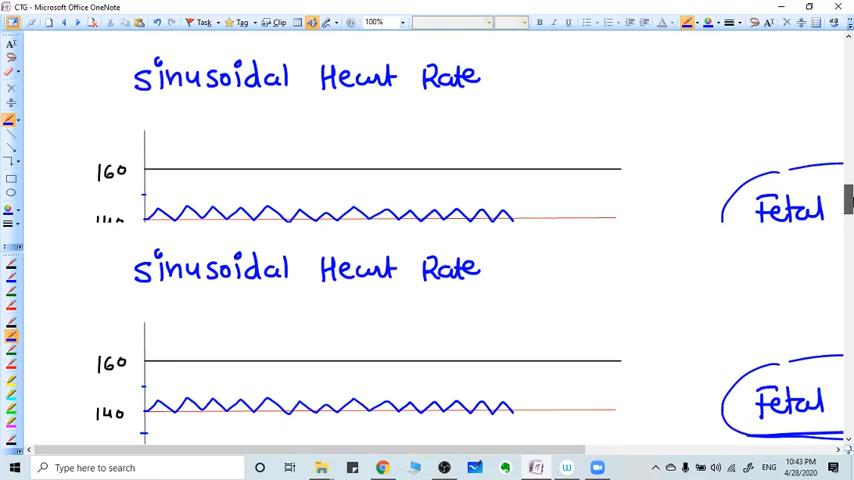 CTG - Microsoft OneNote
Task Tag Clip 100%
Sinusoidal Heart Rate
160
140
Fetal
Sinusoidal Heart Rate
160
140
Fetal
Type here to search
ENG
10:43 PM
4/28/2020